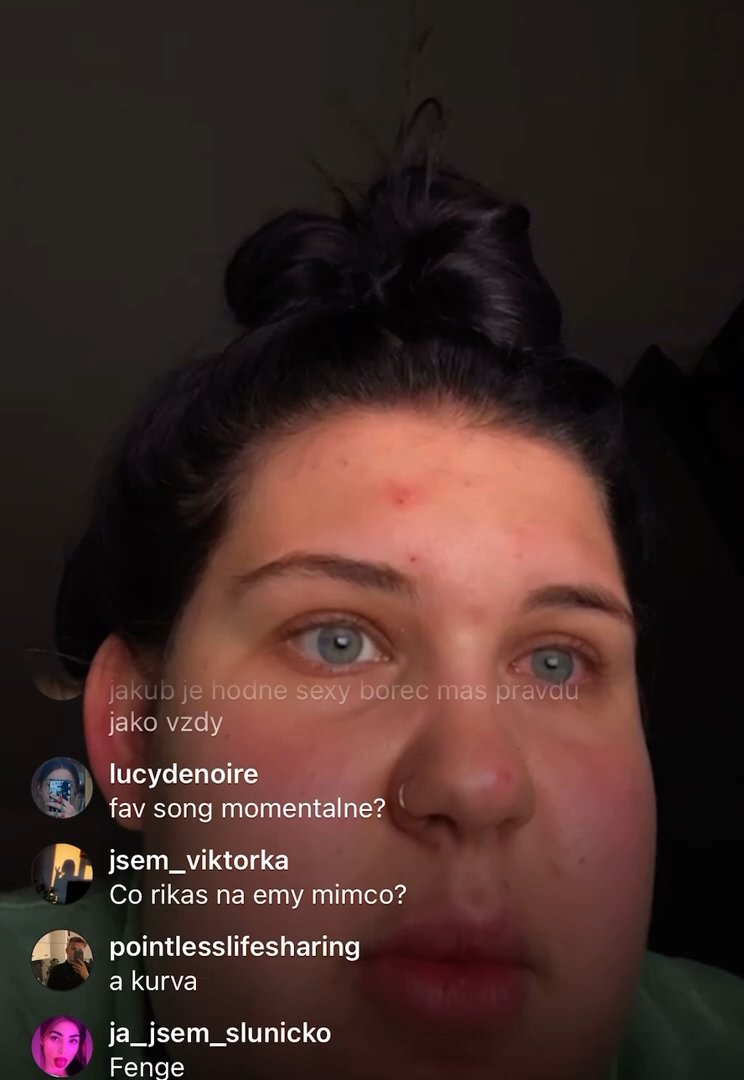 jakub je hodne sexy borec mas pravdu
jako vzdy
lucydenoire
fav song momentalne?
jsem_viktorka
Co rikas na emy mimco?
pointlesslifesharing
a kurva
ja_jsem_slunicko
Fenge